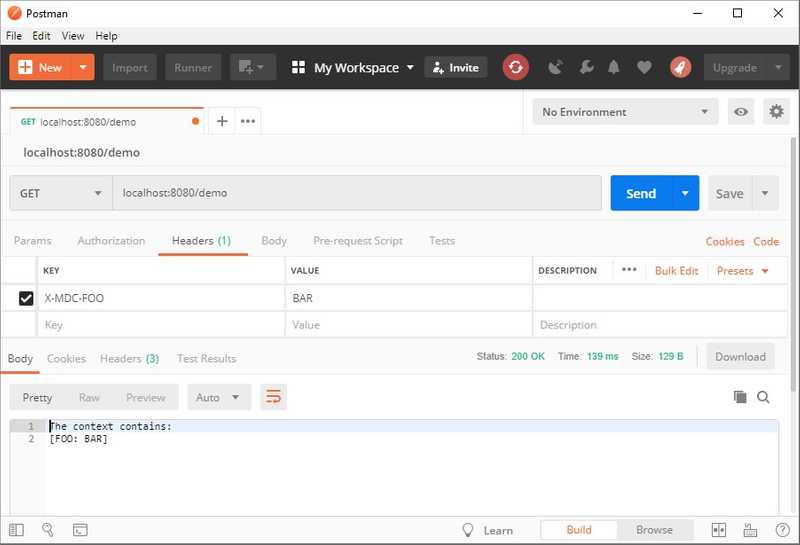 Postman
File Edit View Help
New Import Runner My Workspace Invite Upgrade
GET localhost:8080/demo
No Environment
localhost:8080/demo
GET localhost:8080/demo Send Save
Params Authorization Headers (1) Body Pre-request Script Tests Cookies Code
KEY VALUE DESCRIPTION Bulk Edit Presets
X-MDC-FOO BAR
Key Value Description
Body Cookies Headers (3) Test Results Status: 200 OK Time: 139 ms Size: 129 B Download
Pretty Raw Preview Auto
1 The context contains:
2 [FOO: BAR]
Learn Build Browse